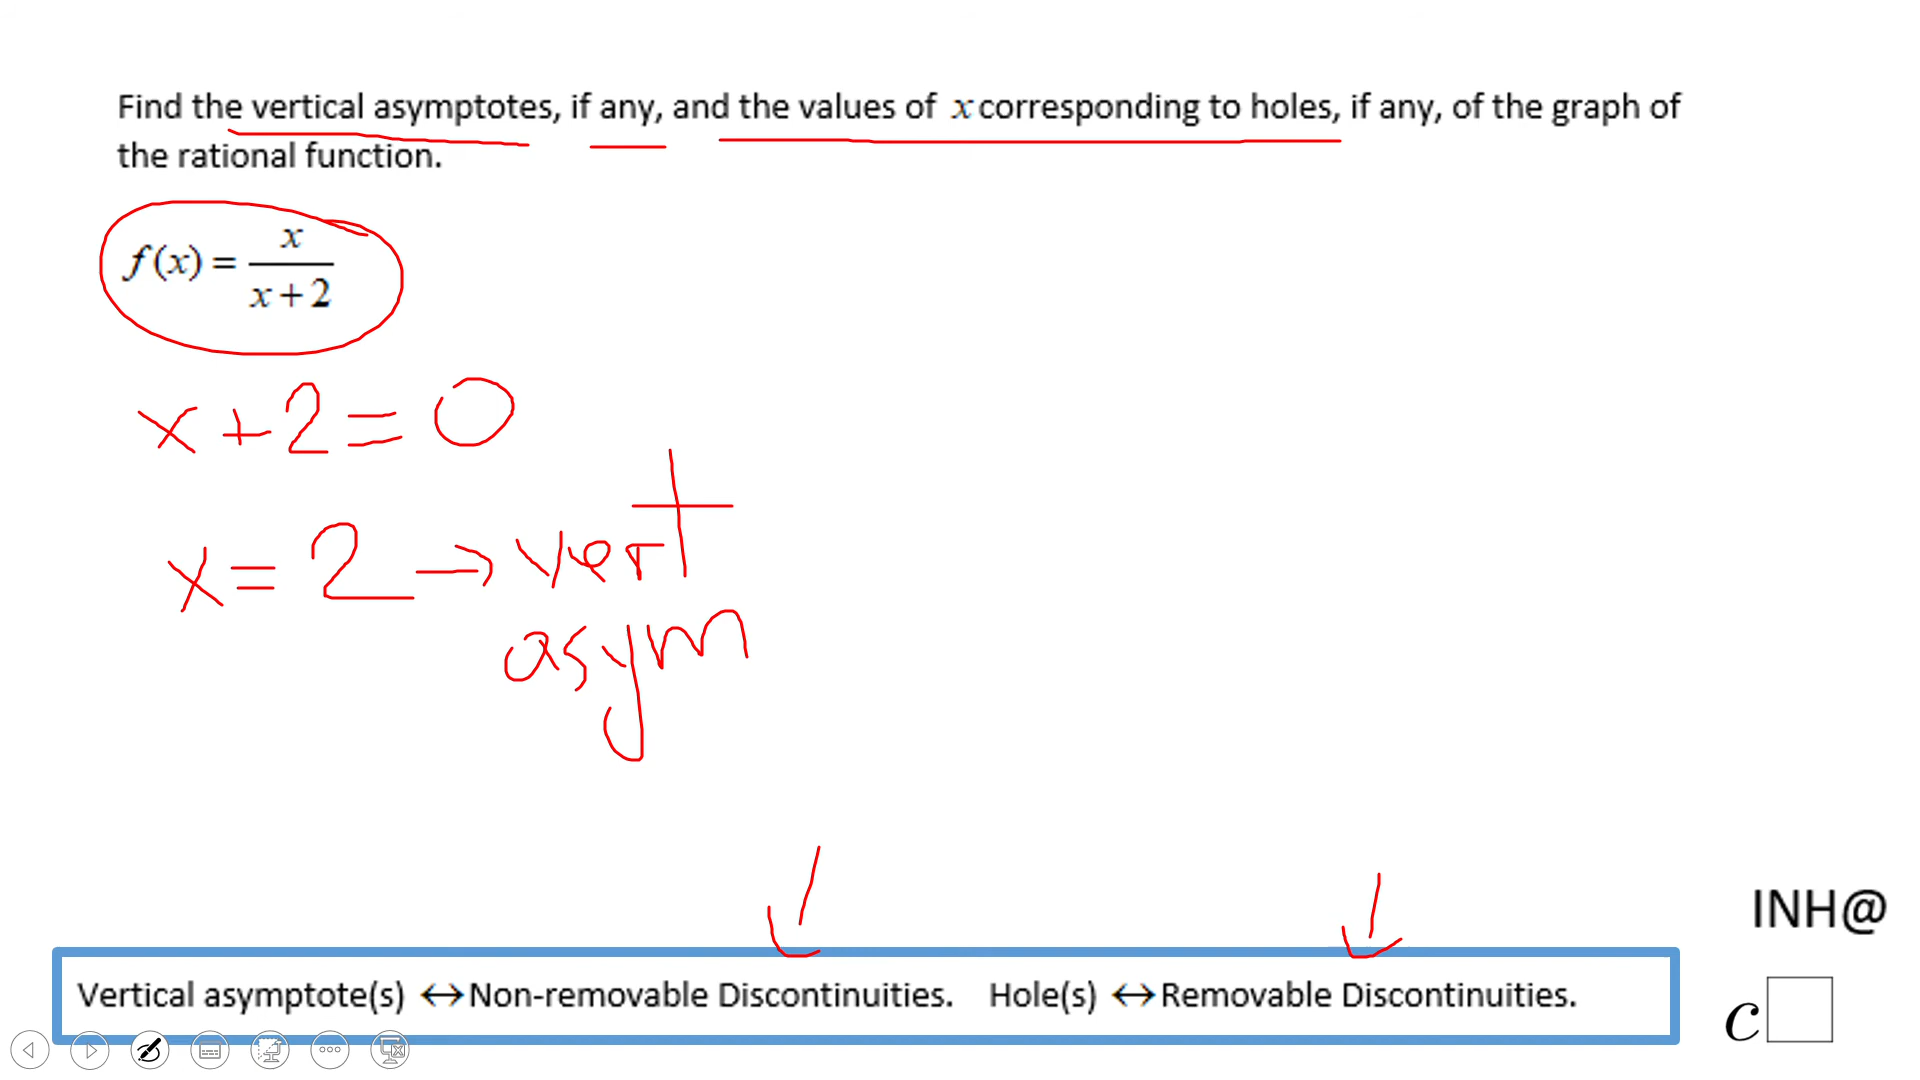 Find the vertical asymptotes, if any, and the values of x corresponding to holes, if any, of the graph of
the rational function.
f(x) = x / (x+2)
x+2=0
x=2→vert
asym
Vertical asymptote(s) ↔Non-removable Discontinuities. Hole(s) ↔Removable Discontinuities.
INH@
c□